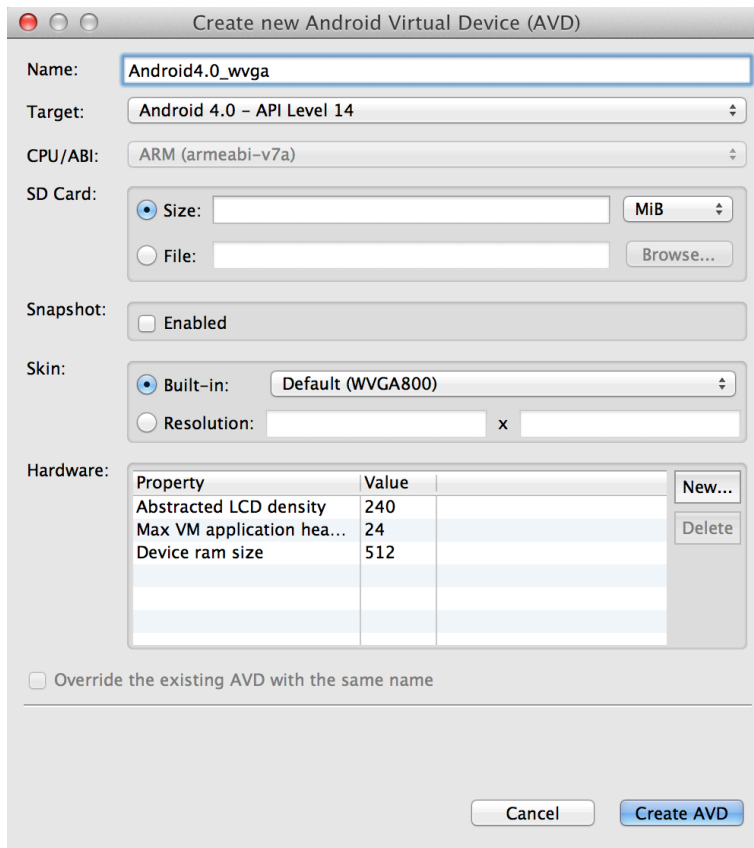 Create new Android Virtual Device (AVD)
Name: Android4.0_wvga
Target: Android 4.0 – API Level 14
CPU/ABI: ARM (armeabi-v7a)
SD Card:
Size: MiB
File: Browse...
Snapshot: Enabled
Skin:
Built-in: Default (WVGA800)
Resolution: x
Hardware:
Property Value New...
Abstracted LCD density 240
Max VM application hea... 24 Delete
Device ram size 512
Override the existing AVD with the same name
Cancel Create AVD